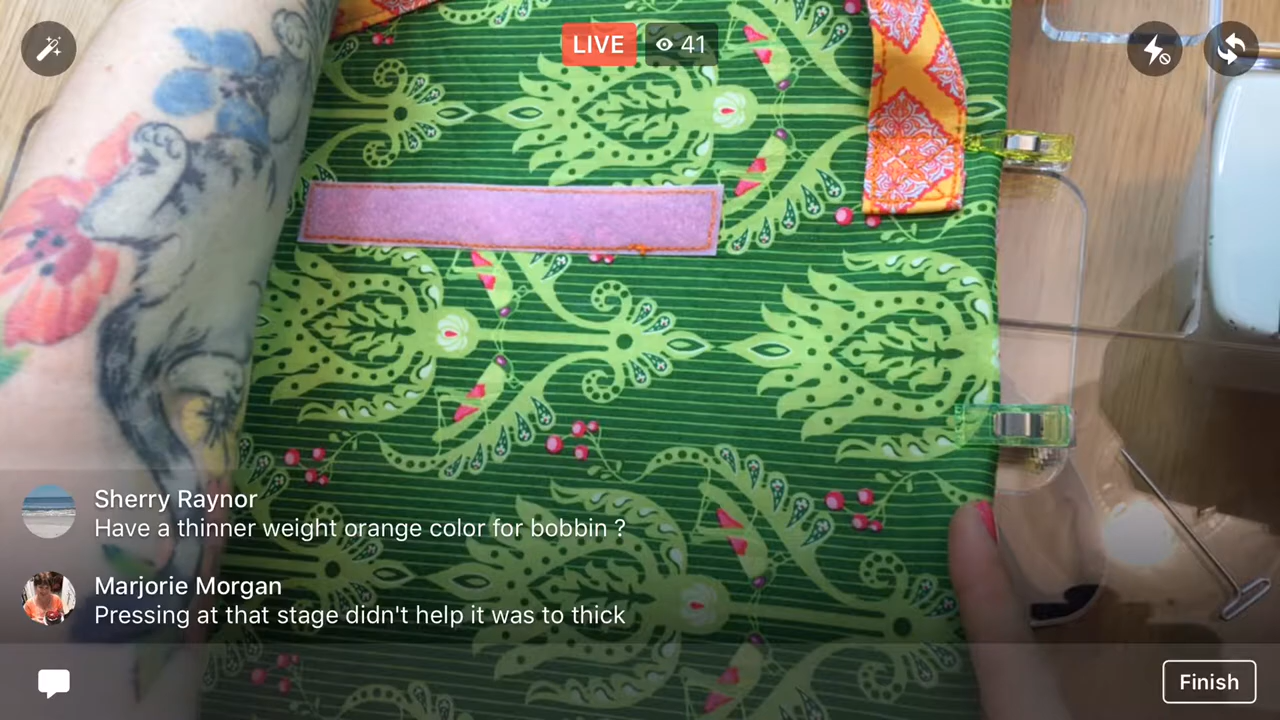 LIVE 41
Sherry Raynor
Have a thinner weight orange color for bobbin ?
Marjorie Morgan
Pressing at that stage didn't help it was to thick
Finish